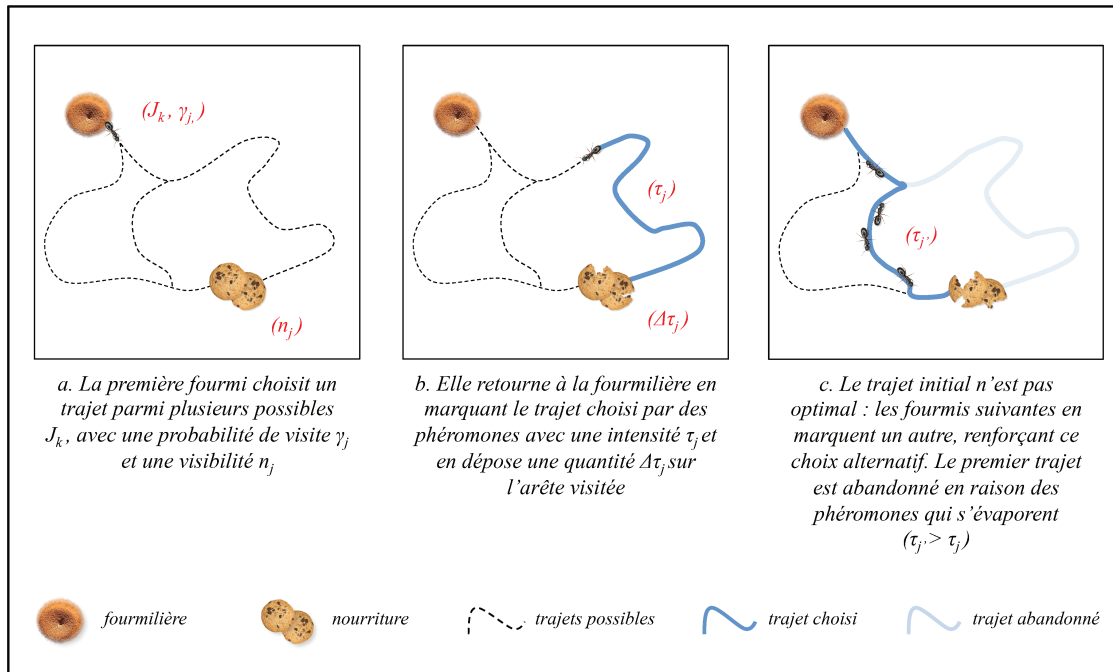 (J_k, γ_j,)
(n_j)
(τ_j)
(Δτ_j)
(τ_j')
a. La première fourmi choisit un
trajet parmi plusieurs possibles
J_k, avec une probabilité de visite γ_j
et une visibilité n_j
b. Elle retourne à la fourmilière en
marquant le trajet choisi par des
phéromones avec une intensité τ_j et
en dépose une quantité Δτ_j sur
l'arête visitée
c. Le trajet initial n'est pas
optimal : les fourmis suivantes en
marquent un autre, renforçant ce
choix alternatif. Le premier trajet
est abandonné en raison des
phéromones qui s'évaporent
(τ_j' > τ_j)
fourmilière
nourriture
trajets possibles
trajet choisi
trajet abandonné